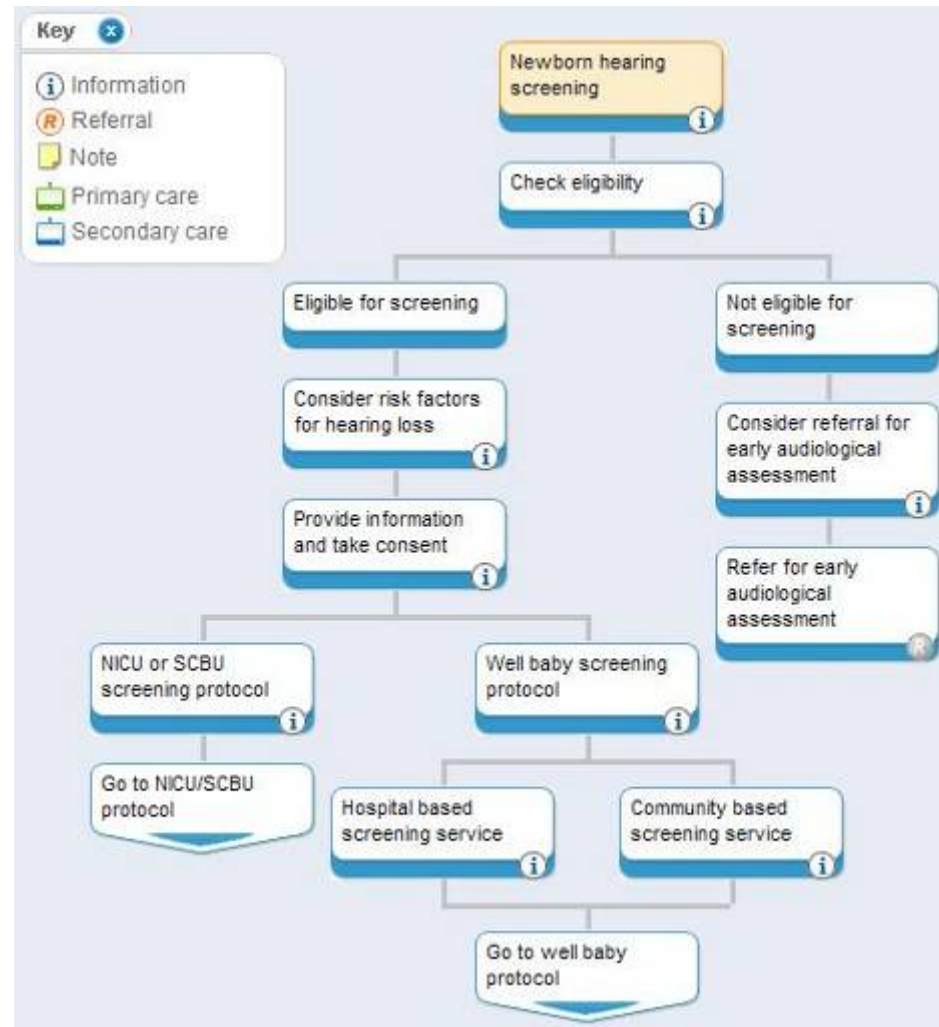 Key
Information
Referral
Note
Primary care
Secondary care
Newborn hearing
screening
Check eligibility
Eligible for screening
Not eligible for
screening
Consider risk factors
for hearing loss
Consider referral for
early audiological
assessment
Provide information
and take consent
Refer for early
audiological
assessment
NICU or SCBU
screening protocol
Well baby screening
protocol
Go to NICU/SCBU
protocol
Hospital based
screening service
Community based
screening service
Go to well baby
protocol